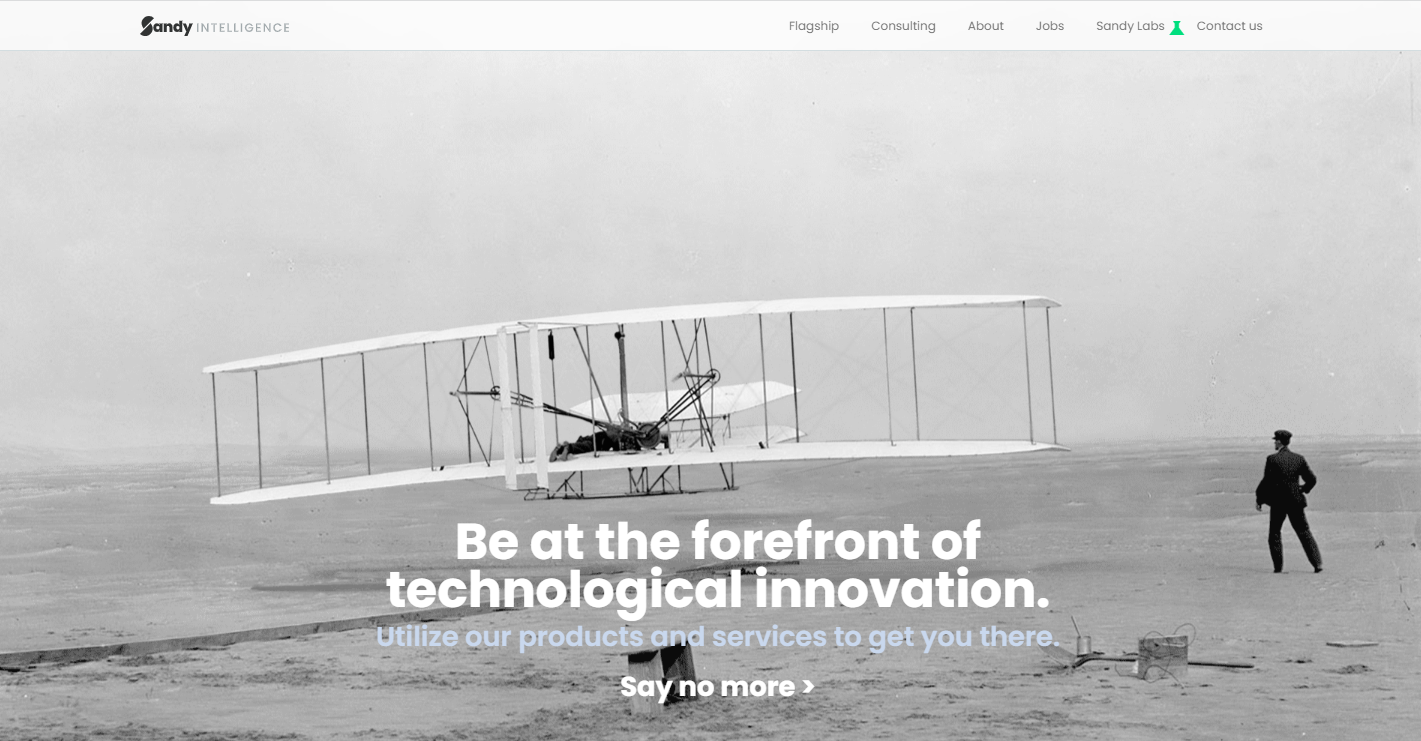 Sandy INTELLIGENCE
Flagship Consulting About Jobs Sandy Labs Contact us
Be at the forefront of
technological innovation.
Utilize our products and services to get you there.
Say no more >